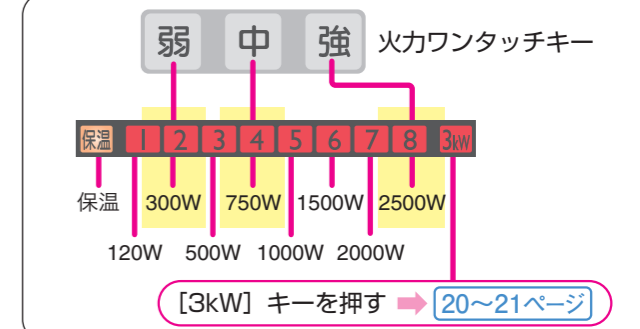 弱 中 強 火力ワンタッチキー
保温 1 2 3 4 5 6 7 8 3kW
保温 300W 750W 1500W 2500W
120W 500W 1000W 2000W
［3kW］キーを押す ➡ 20～21ページ